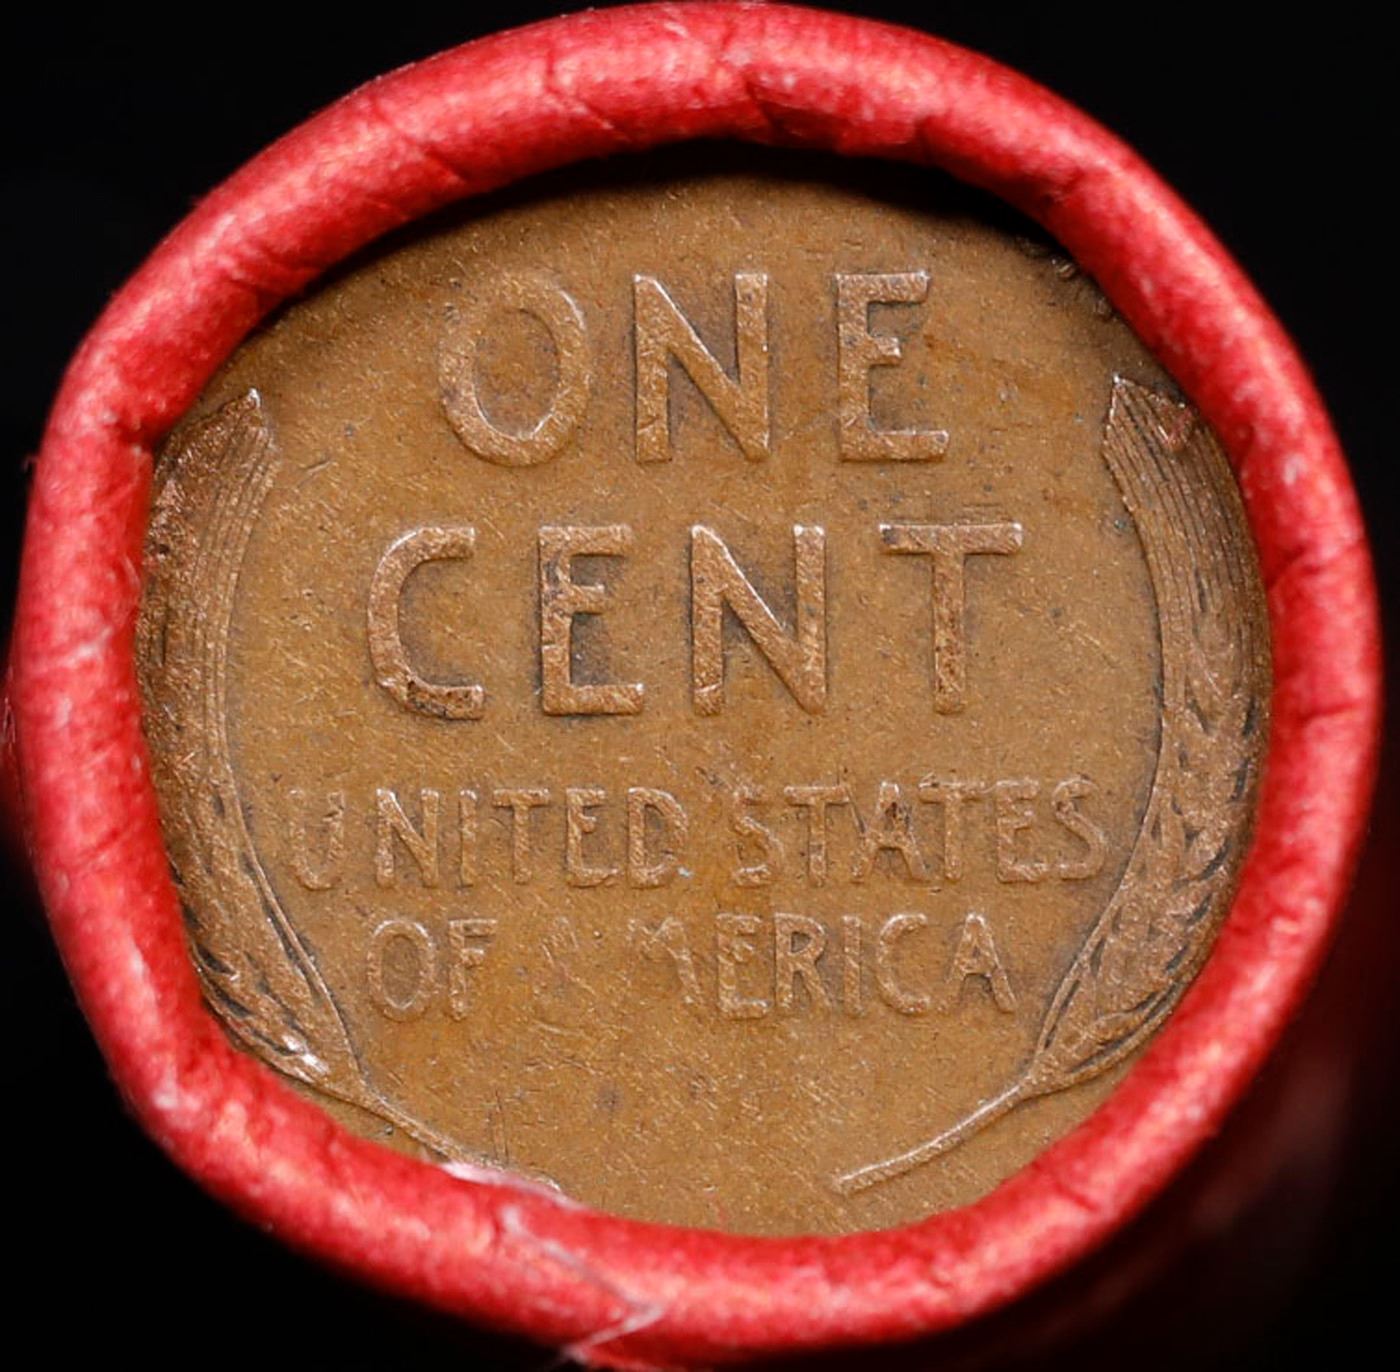 ONE
CENT
UNITED STATES
OF AMERICA